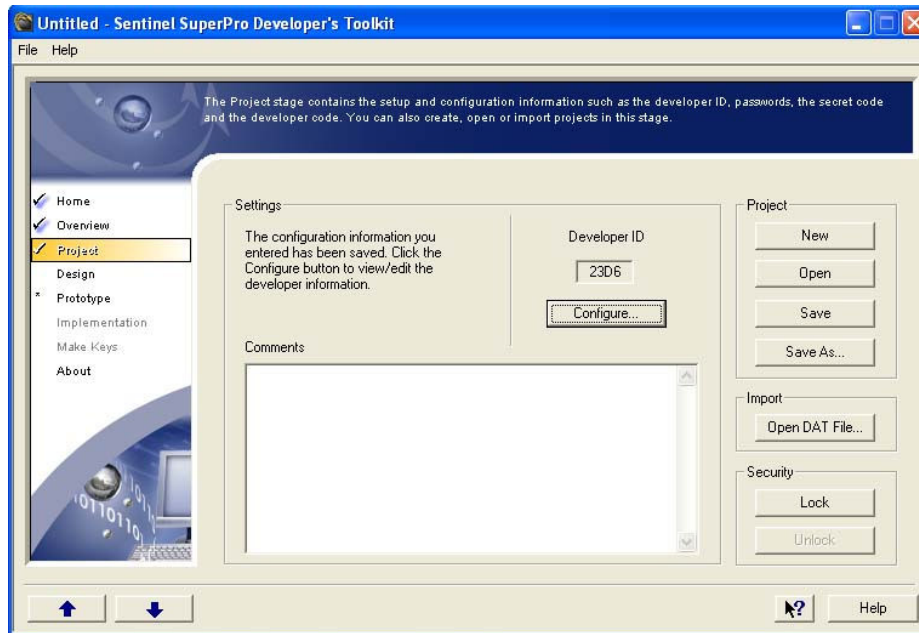 Untitled - Sentinel SuperPro Developer's Toolkit
File Help
The Project stage contains the setup and configuration information such as the developer ID, passwords, the secret code
and the developer code. You can also create, open or import projects in this stage.
Home
Overview
Project
Design
* Prototype
Implementation
Make Keys
About
Settings
The configuration information you
entered has been saved. Click the
Configure button to view/edit the
developer information.
Developer ID
23D6
Configure...
Comments
Project
New
Open
Save
Save As...
Import
Open DAT File...
Security
Lock
Unlock
Help